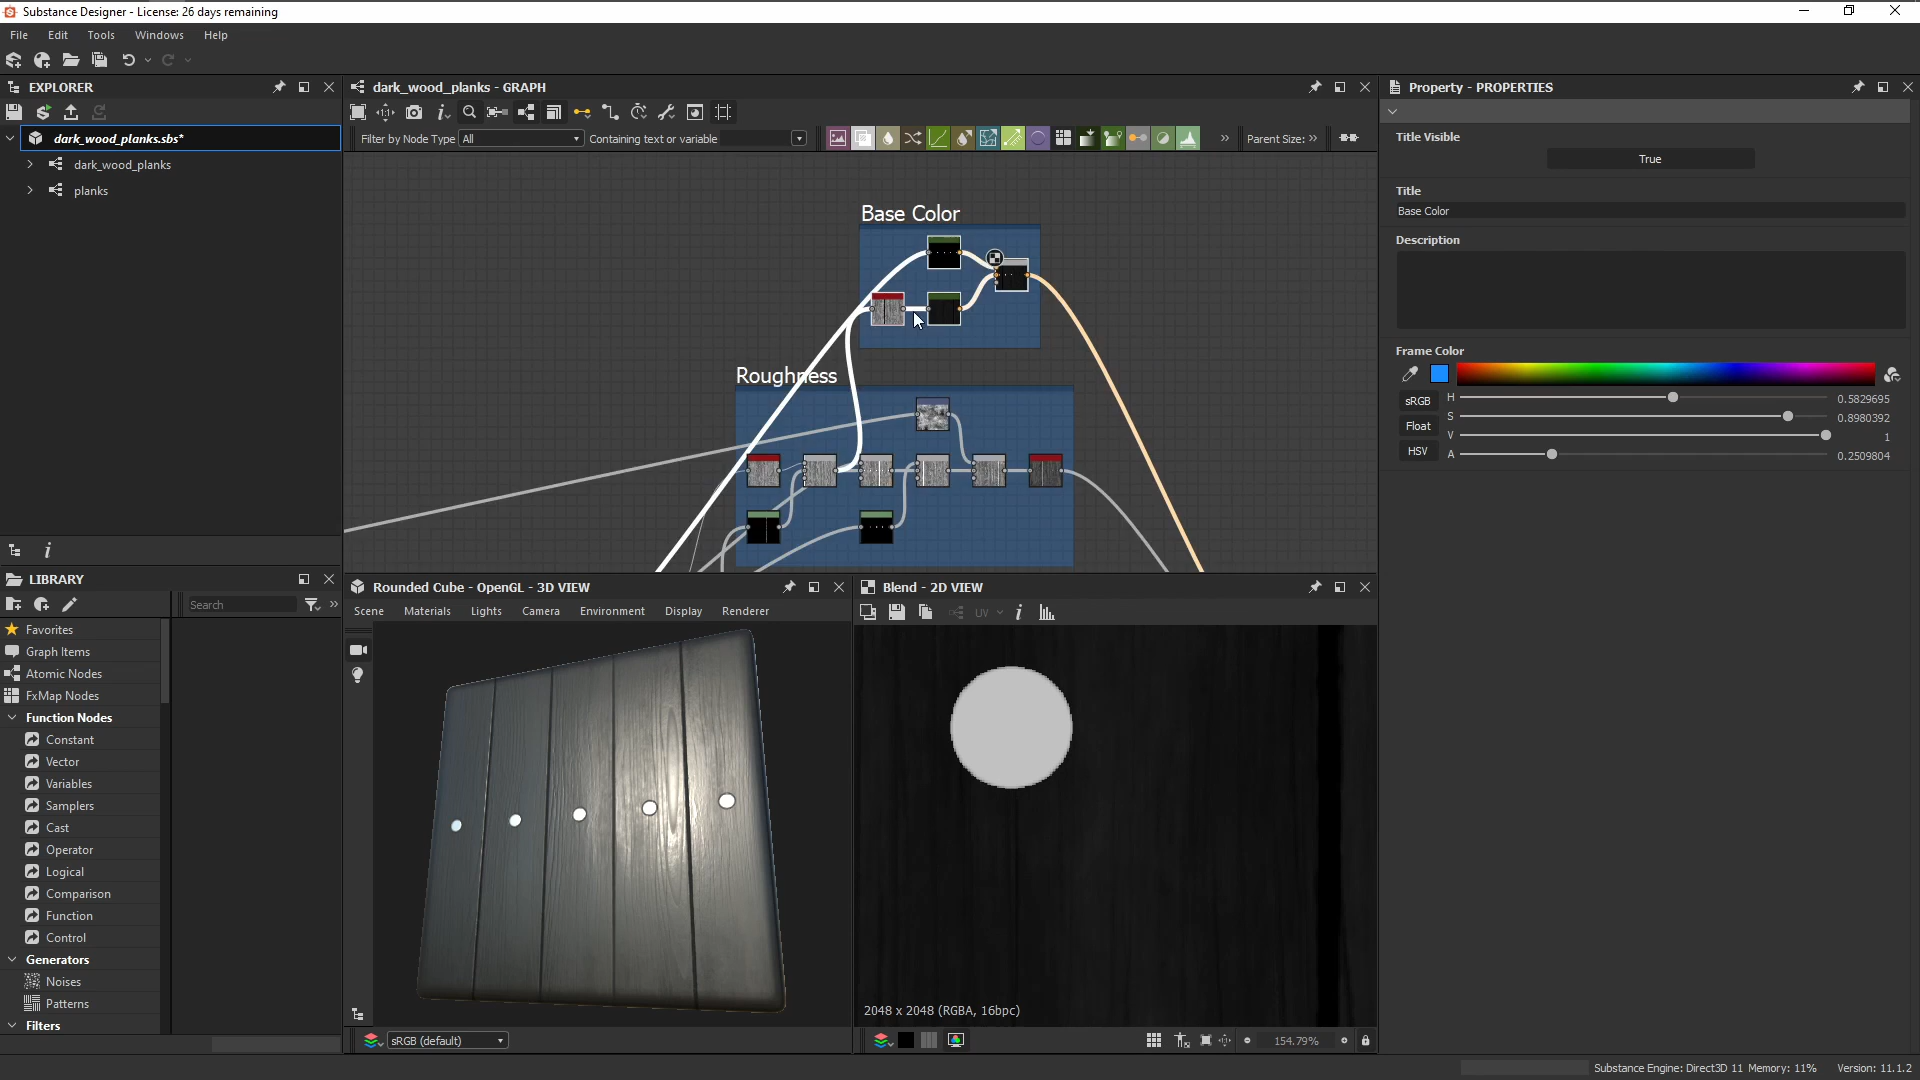 Substance Designer - License: 26 days remaining
File Edit Tools Windows Help
EXPLORER
dark_wood_planks.sbs*
dark_wood_planks
planks
LIBRARY
Search
Favorites
Graph Items
Atomic Nodes
FxMap Nodes
Function Nodes
Constant
Vector
Variables
Samplers
Cast
Operator
Logical
Comparison
Function
Control
Generators
Noises
Patterns
Filters
dark_wood_planks - GRAPH
Filter by Node Type All Containing text or variable
Parent Size:
Base Color
Roughness
Rounded Cube - OpenGL - 3D VIEW
Scene Materials Lights Camera Environment Display Renderer
sRGB (default)
Blend - 2D VIEW
UV
2048 x 2048 (RGBA, 16bpc)
154.79%
Property - PROPERTIES
Title Visible
True
Title
Base Color
Description
Frame Color
sRGB
Float
HSV
H 0.5829695
S 0.8980392
V 1
A 0.2509804
Substance Engine: Direct3D 11 Memory: 11% Version: 11.1.2